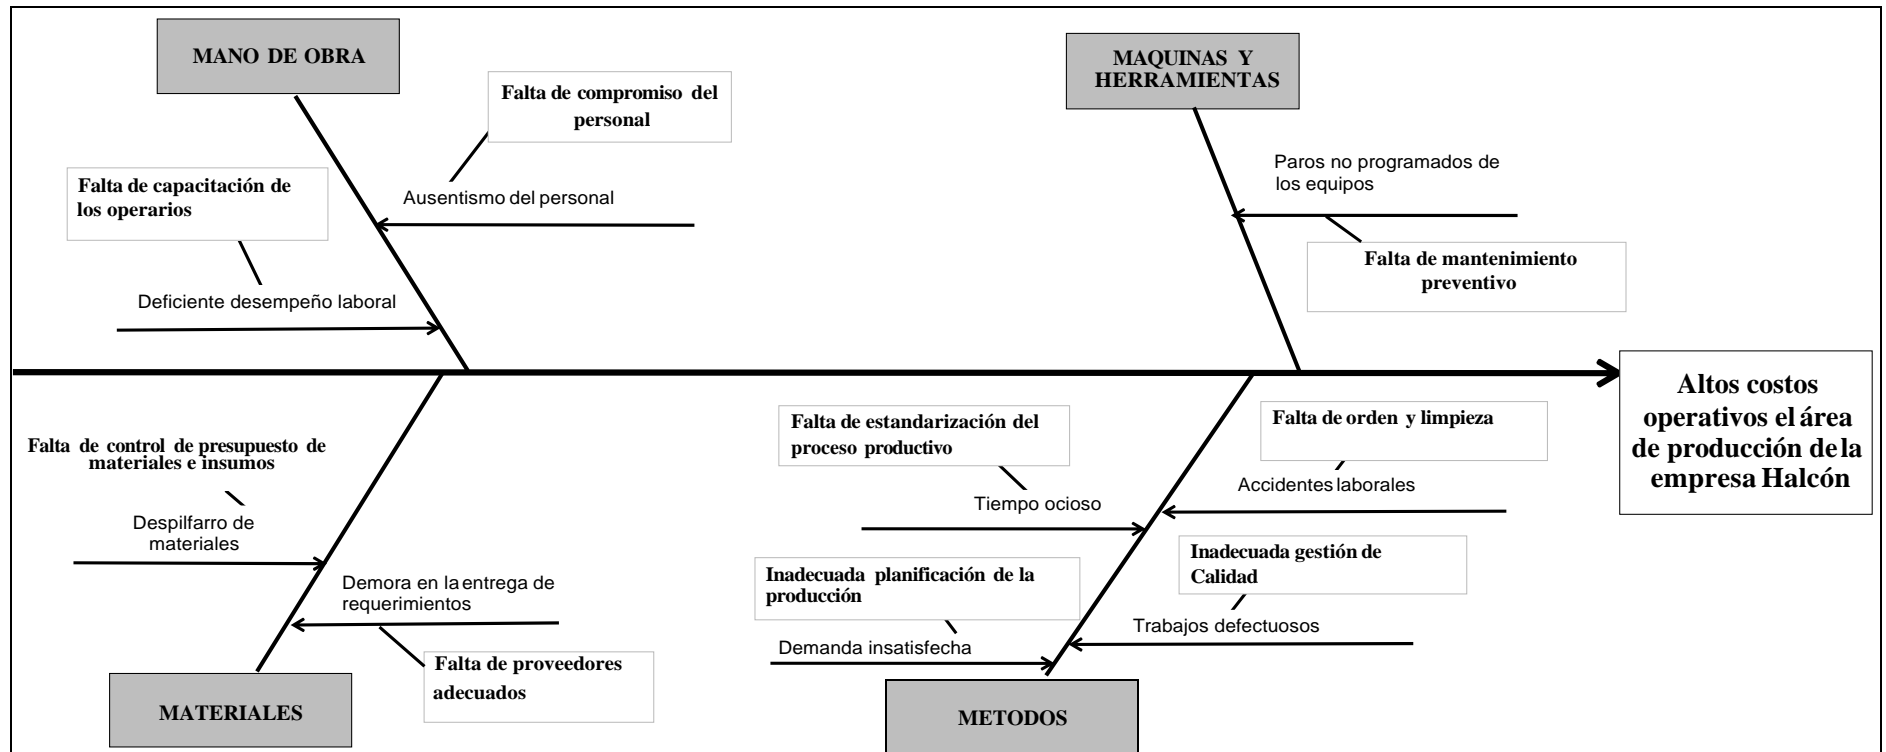 MANO DE OBRA
Falta de compromiso del
personal
Falta de capacitación de
los operarios
Ausentismo del personal
Deficiente desempeño laboral
MAQUINAS Y
HERRAMIENTAS
Paros no programados de
los equipos
Falta de mantenimiento
preventivo
Altos costos
operativos el área
de producción de la
empresa Halcón
Falta de control de presupuesto de
materiales e insumos
Despilfarro de
materiales
Demora en la entrega de
requerimientos
Falta de proveedores
adecuados
MATERIALES
Falta de estandarización del
proceso productivo
Tiempo ocioso
Falta de orden y limpieza
Accidentes laborales
Inadecuada planificación de la
producción
Demanda insatisfecha
Inadecuada gestión de
Calidad
Trabajos defectuosos
METODOS